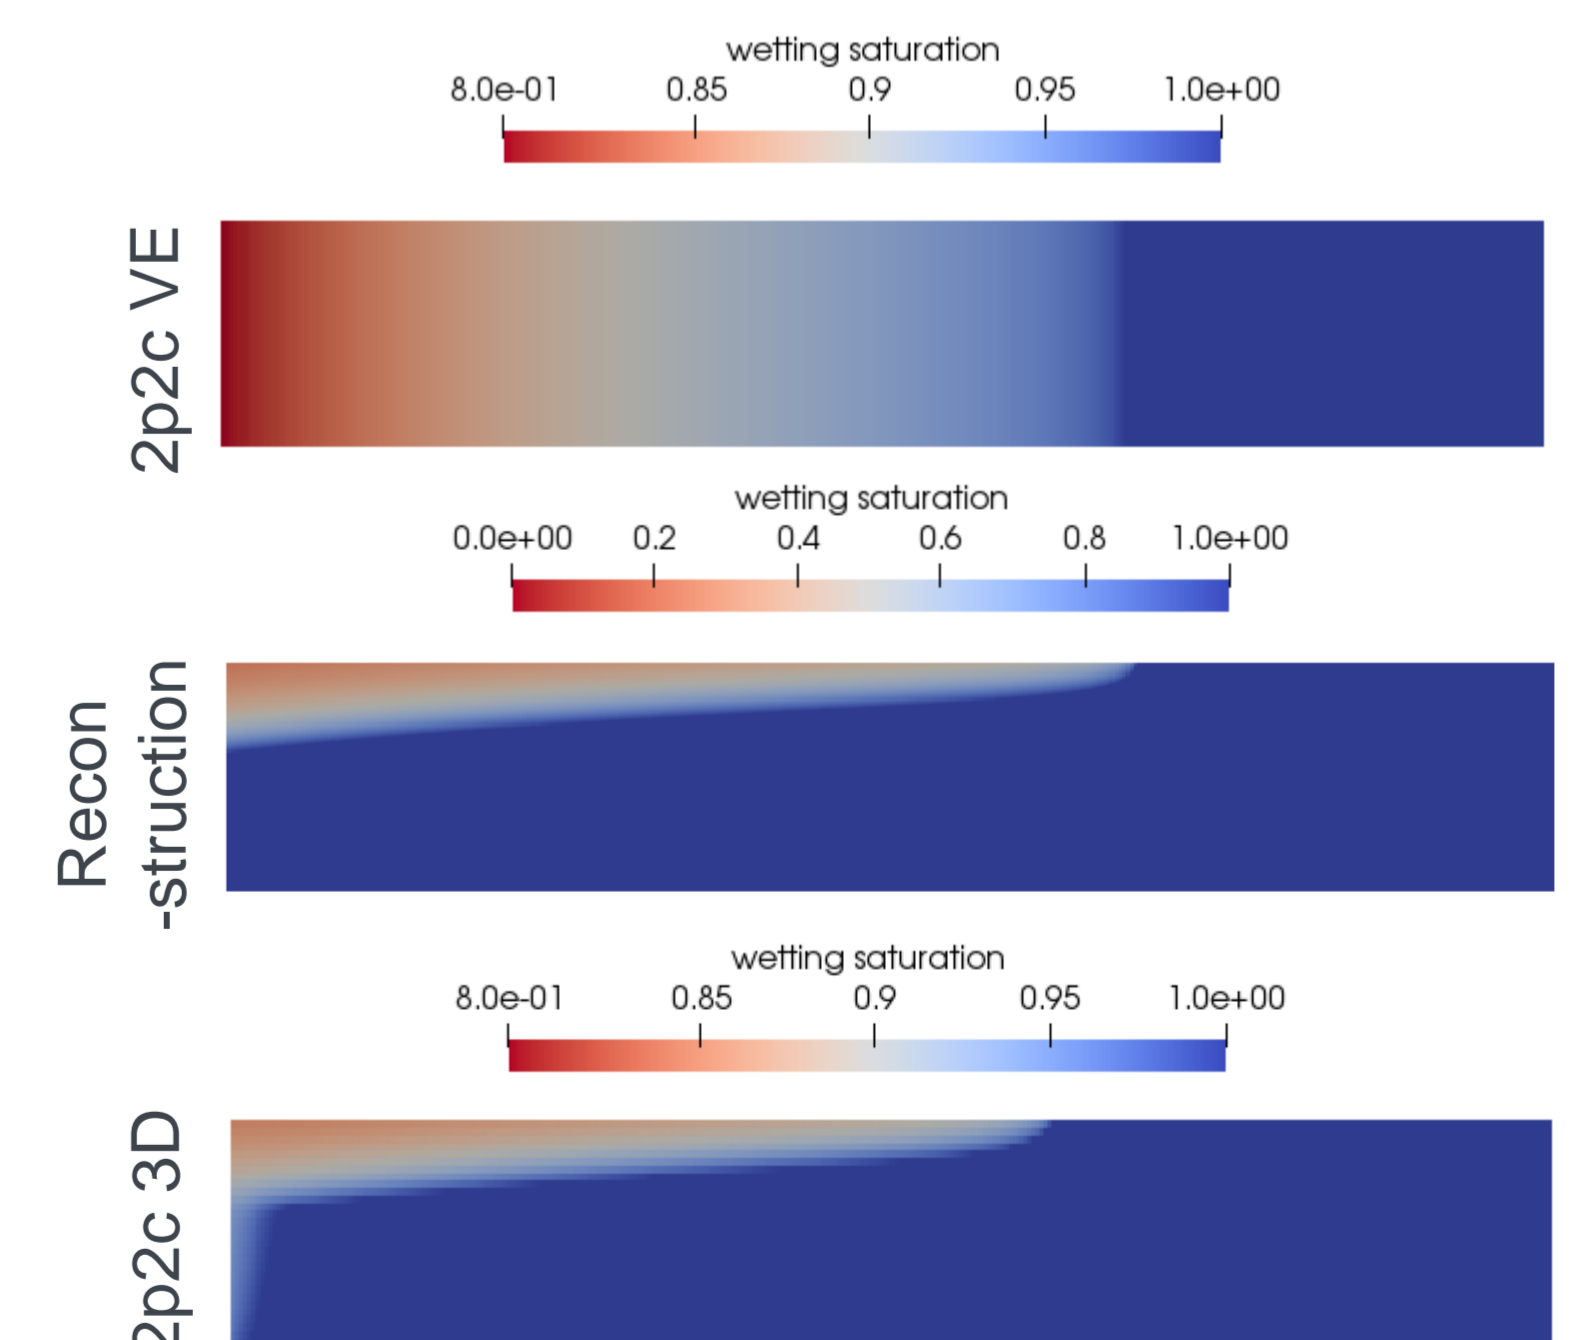 wetting saturation
8.0e-01 0.85 0.9 0.95 1.0e+00
2p2c VE
wetting saturation
0.0e+00 0.2 0.4 0.6 0.8 1.0e+00
Recon
-struction
wetting saturation
8.0e-01 0.85 0.9 0.95 1.0e+00
2p2c 3D